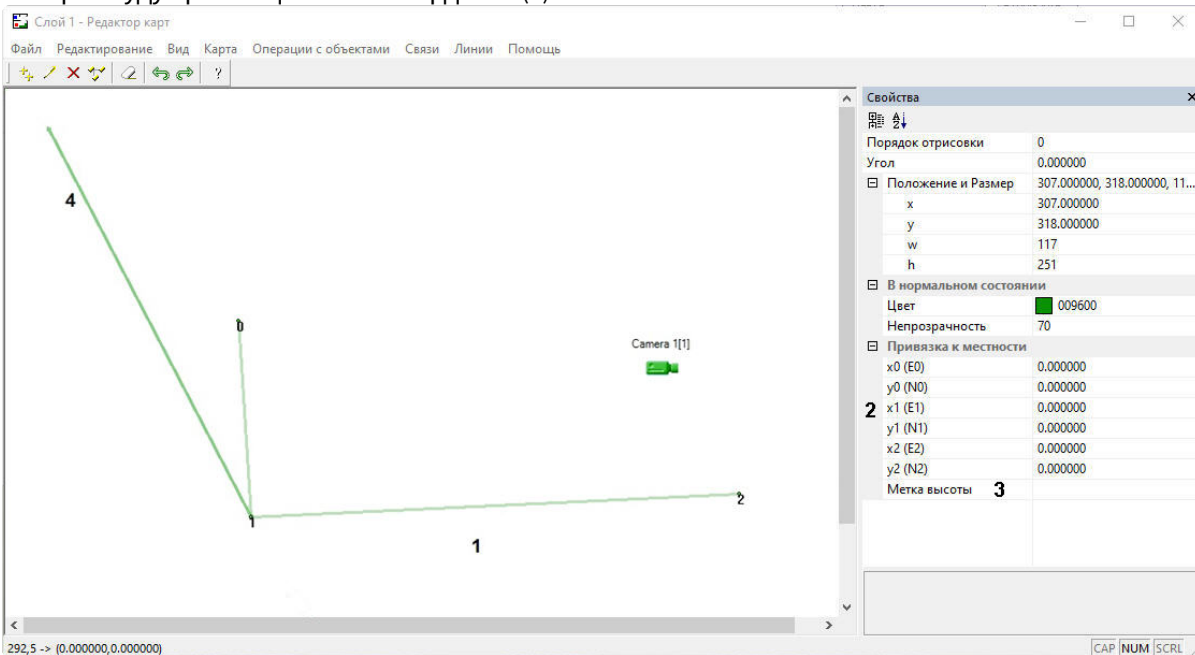 Слой 1 - Редактор карт
Файл Редактирование Вид Карта Операции с объектами Связи Линии Помощь
?
Свойства
Порядок отрисовки 0
Угол 0.000000
Положение и Размер 307.000000, 318.000000, 11...
x 307.000000
y 318.000000
w 117
h 251
В нормальном состоянии
Цвет 009600
Непрозрачность 70
Привязка к местности
x0 (E0) 0.000000
y0 (N0) 0.000000
2 x1 (E1) 0.000000
y1 (N1) 0.000000
x2 (E2) 0.000000
y2 (N2) 0.000000
Метка высоты 3
4
0
Camera 1[1]
1
2
1
292,5 -> (0.000000,0.000000)
CAP NUM SCRL